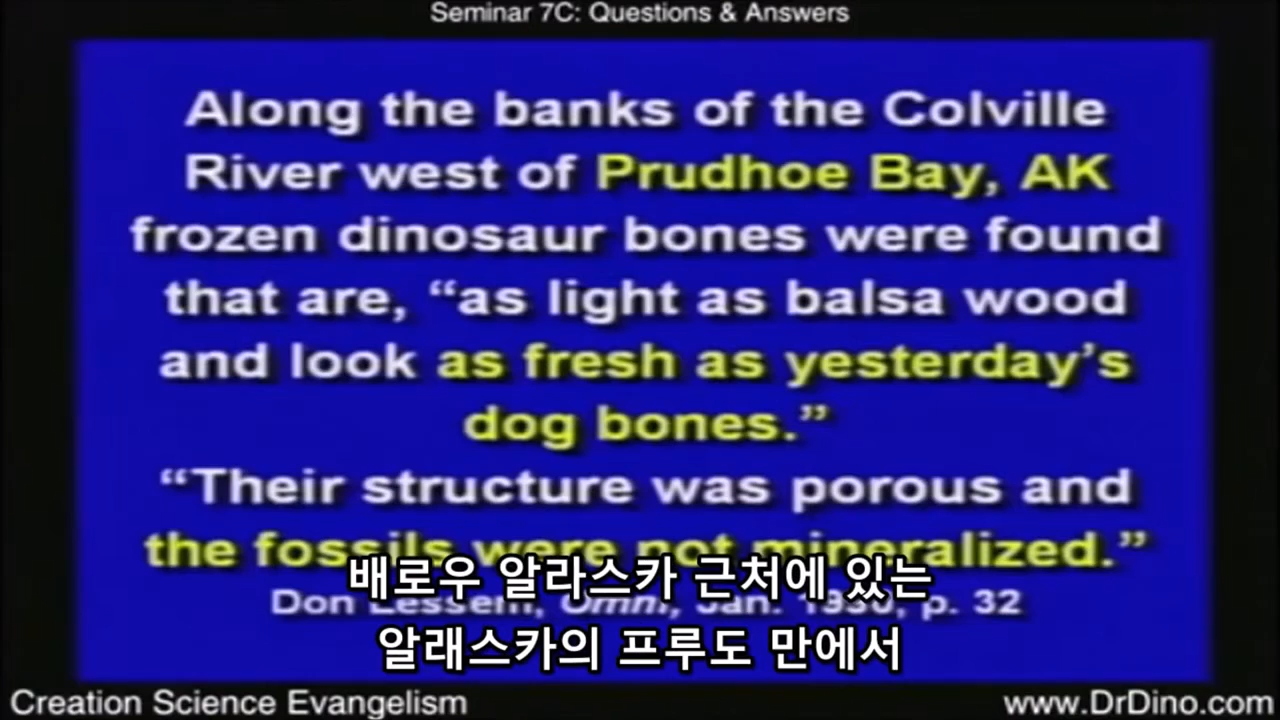 Seminar 7C: Questions & Answers
Along the banks of the Colville
River west of Prudhoe Bay, AK
frozen dinosaur bones were found
that are, “as light as balsa wood
and look as fresh as yesterday’s
dog bones.”
“Their structure was porous and
the fossils were not mineralized.”
배로우 알라스카 근처에 있는
Don Lessem, Omni, Jan. p. 32
알래스카의 프루도 만에서
Creation Science Evangelism
www.DrDino.com